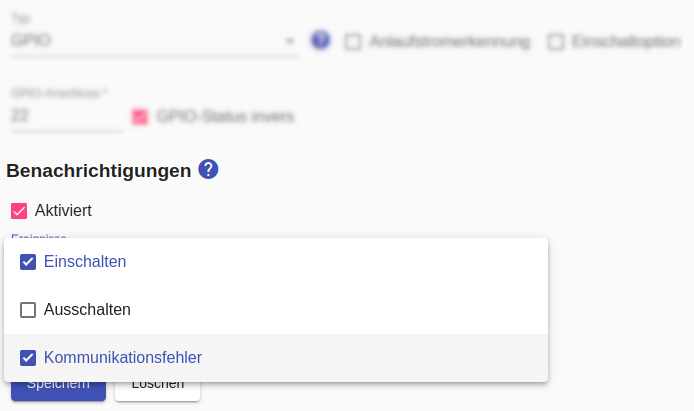 Typ
GPIO
? Anlaufstromerkennung Einschaltoption
GPIO-Anschluss *
22
GPIO-Status invers
Benachrichtigungen ?
Aktiviert
Ereignisse
Einschalten
Ausschalten
Kommunikationsfehler
Speichern Löschen